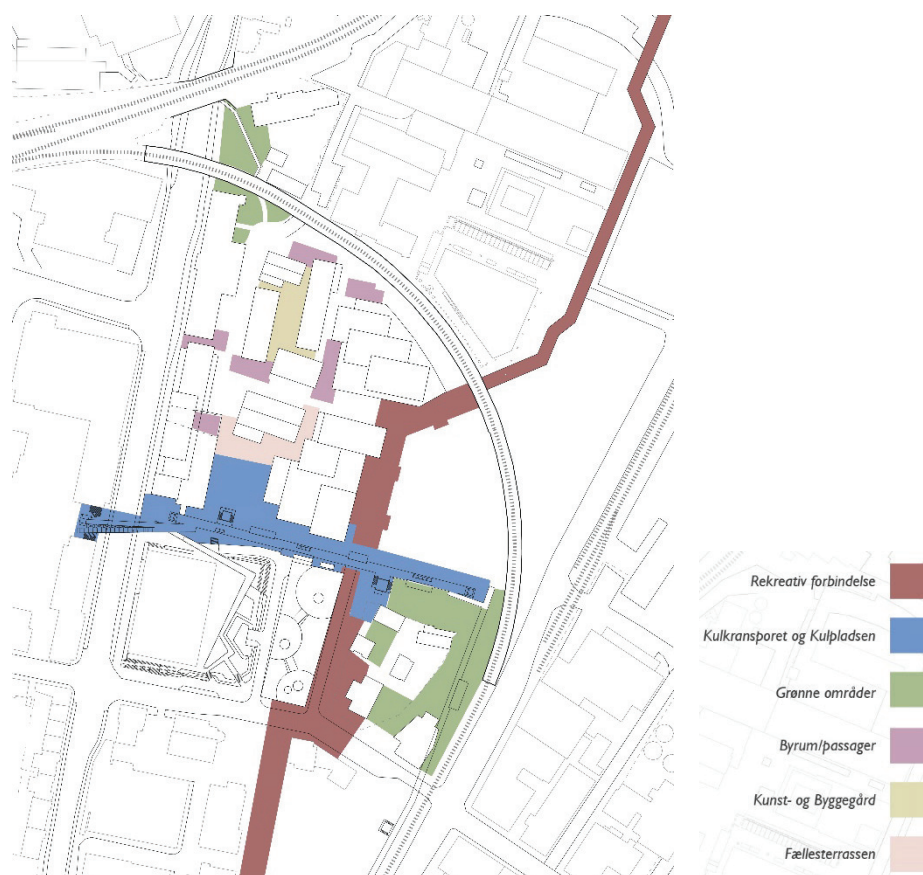 Rekreativ forbindelse
Kulkransporet og Kulpladsen
Grønne områder
Byrum/passager
Kunst- og Byggegård
Fællesterrassen